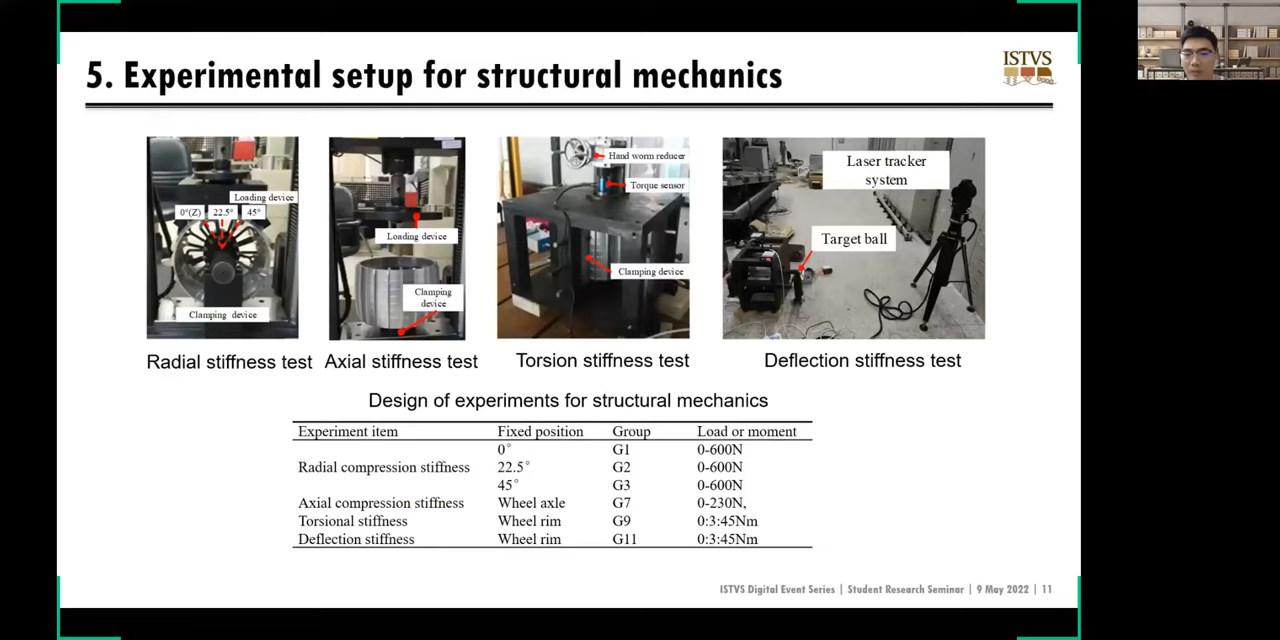 5. Experimental setup for structural mechanics
ISTVS
Loading device
0°(Z) 22.5° 45°
Clamping device
Loading device
Clamping
device
Hand worm reducer
Torque sensor
Clamping device
Laser tracker
system
Target ball
Radial stiffness test
Axial stiffness test
Torsion stiffness test
Deflection stiffness test
Design of experiments for structural mechanics
Experiment item Fixed position Group Load or moment
0° G1 0-600N
Radial compression stiffness 22.5° G2 0-600N
45° G3 0-600N
Axial compression stiffness Wheel axle G7 0-230N,
Torsional stiffness Wheel rim G9 0:3:45Nm
Deflection stiffness Wheel rim G11 0:3:45Nm
ISTVS Digital Event Series | Student Research Seminar | 9 May 2022 | 11